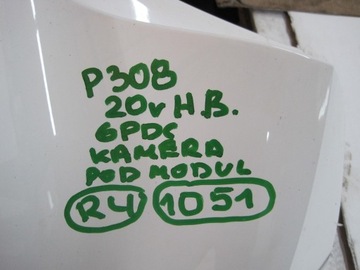 P308
20r H.B.
6PDC
KAMERA
POD MODUL
R4 1051